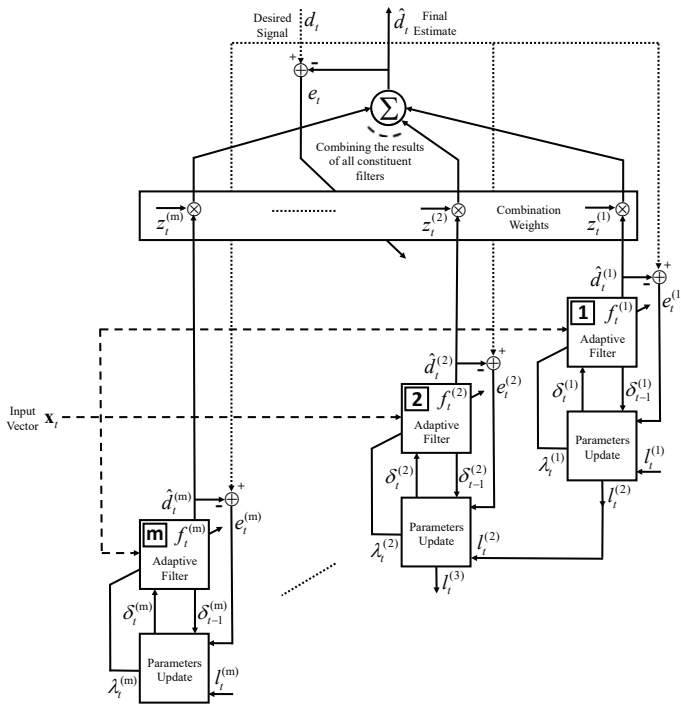 Desired
Signal
d_t
\hat{d}_t
Final
Estimate
+
-
e_t
Σ
Combining the results
of all constituent
filters
z_t^{(m)}
..............
z_t^{(2)}
Combination
Weights
z_t^{(1)}
\hat{d}_t^{(1)}
+
-
e_t^{(1
1 f_t^{(1)}
Adaptive
Filter
\hat{d}_t^{(2)}
+
-
e_t^{(2)}
2 f_t^{(2)}
Adaptive
Filter
δ_t^{(1)}
δ_{t-1}^{(1)}
Input
Vector x_t
Parameters
Update
λ_t^{(1)}
l_t^{(1)}
l_t^{(2)}
δ_t^{(2)}
δ_{t-1}^{(2)}
Parameters
Update
λ_t^{(2)}
l_t^{(2)}
l_t^{(3)}
\hat{d}_t^{(m)}
+
-
e_t^{(m)}
m f_t^{(m)}
Adaptive
Filter
δ_t^{(m)}
δ_{t-1}^{(m)}
Parameters
Update
λ_t^{(m)}
l_t^{(m)}